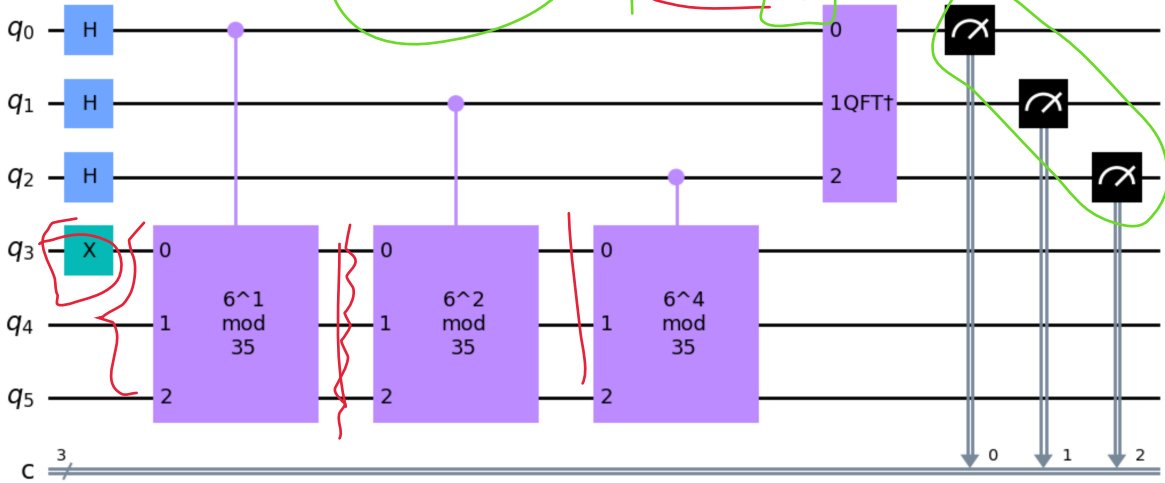 q0 H 0
q1 H 1QFT†
q2 H 2
q3 X 0 0 0
6^1 6^2 6^4
q4 1 mod 1 mod 1 mod
35 35 35
q5 2 2 2
3 0 1 2
c